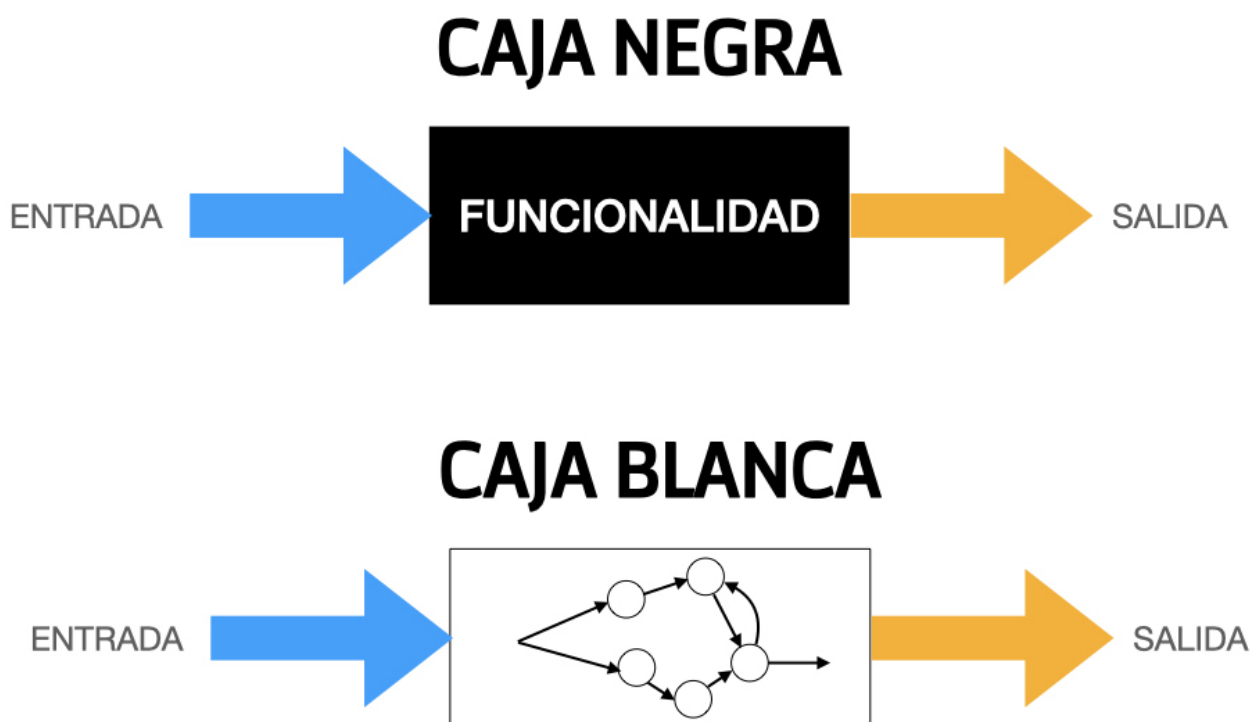 CAJA NEGRA
ENTRADA
FUNCIONALIDAD
SALIDA
CAJA BLANCA
ENTRADA
SALIDA